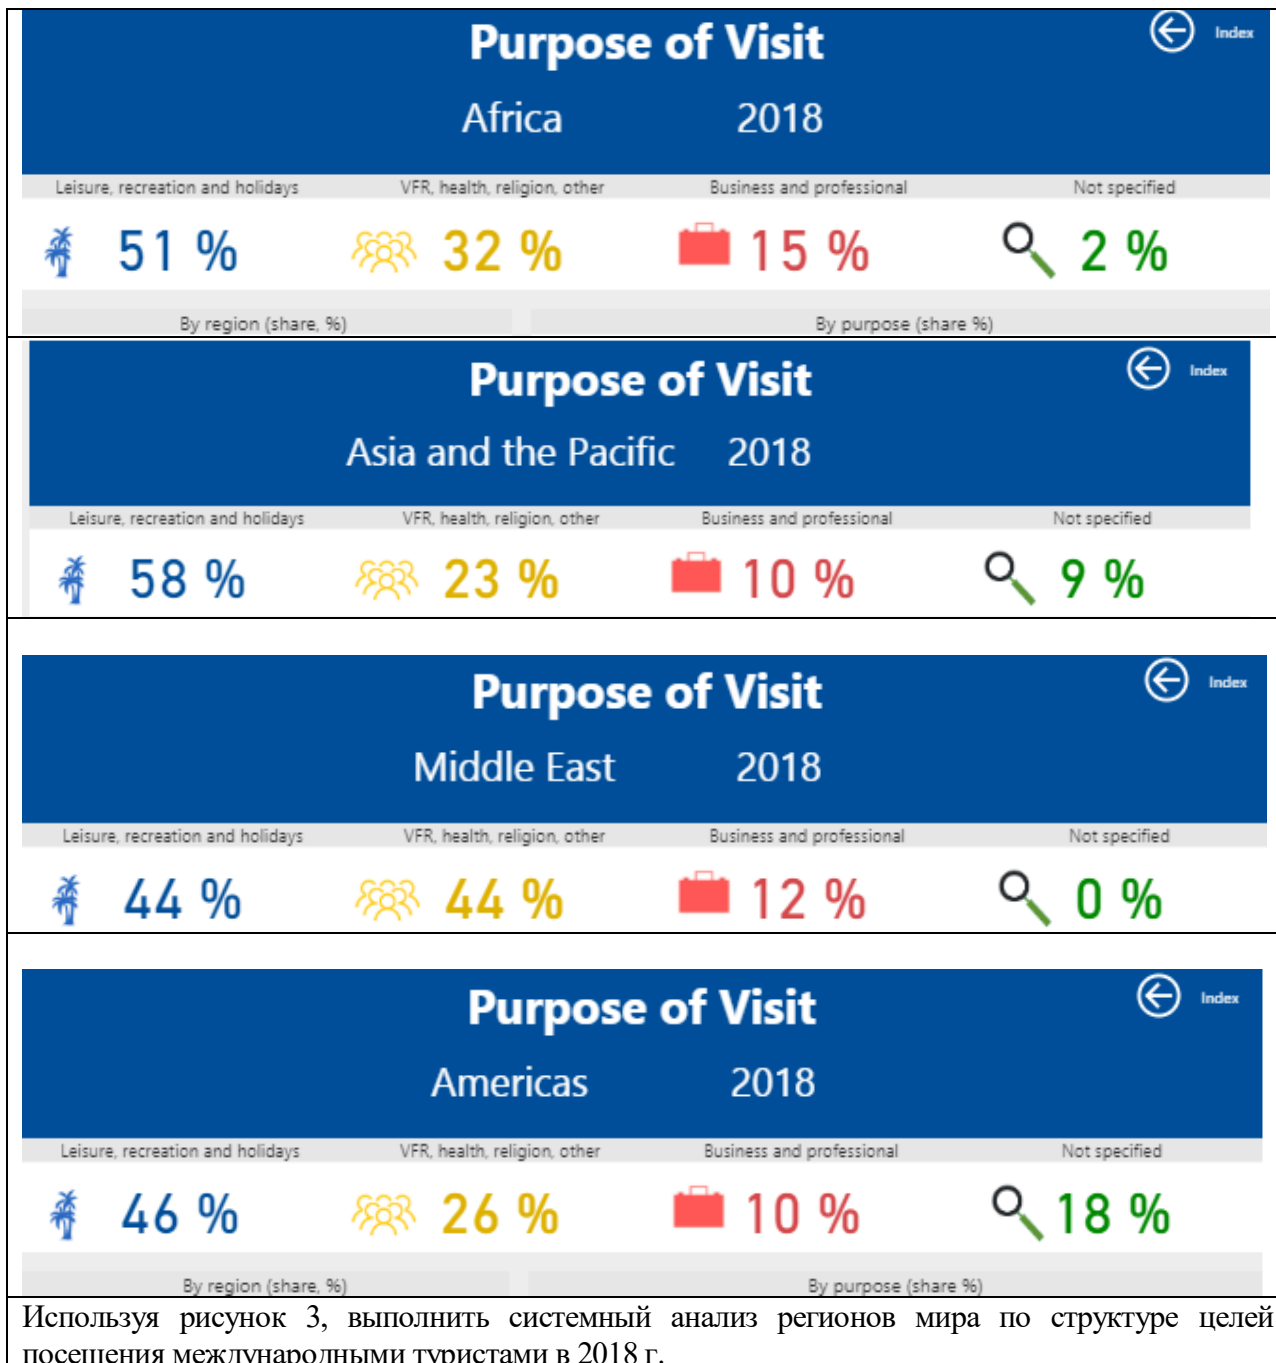 Purpose of Visit
Index
Africa 2018
Leisure, recreation and holidays VFR, health, religion, other Business and professional Not specified
51 % 32 % 15 % 2 %
By region (share, %) By purpose (share %)
Purpose of Visit
Index
Asia and the Pacific 2018
Leisure, recreation and holidays VFR, health, religion, other Business and professional Not specified
58 % 23 % 10 % 9 %
Purpose of Visit
Index
Middle East 2018
Leisure, recreation and holidays VFR, health, religion, other Business and professional Not specified
44 % 44 % 12 % 0 %
Purpose of Visit
Index
Americas 2018
Leisure, recreation and holidays VFR, health, religion, other Business and professional Not specified
46 % 26 % 10 % 18 %
By region (share, %) By purpose (share %)
Используя рисунок 3, выполнить системный анализ регионов мира по структуре целей
посещения международными туристами в 2018 г.